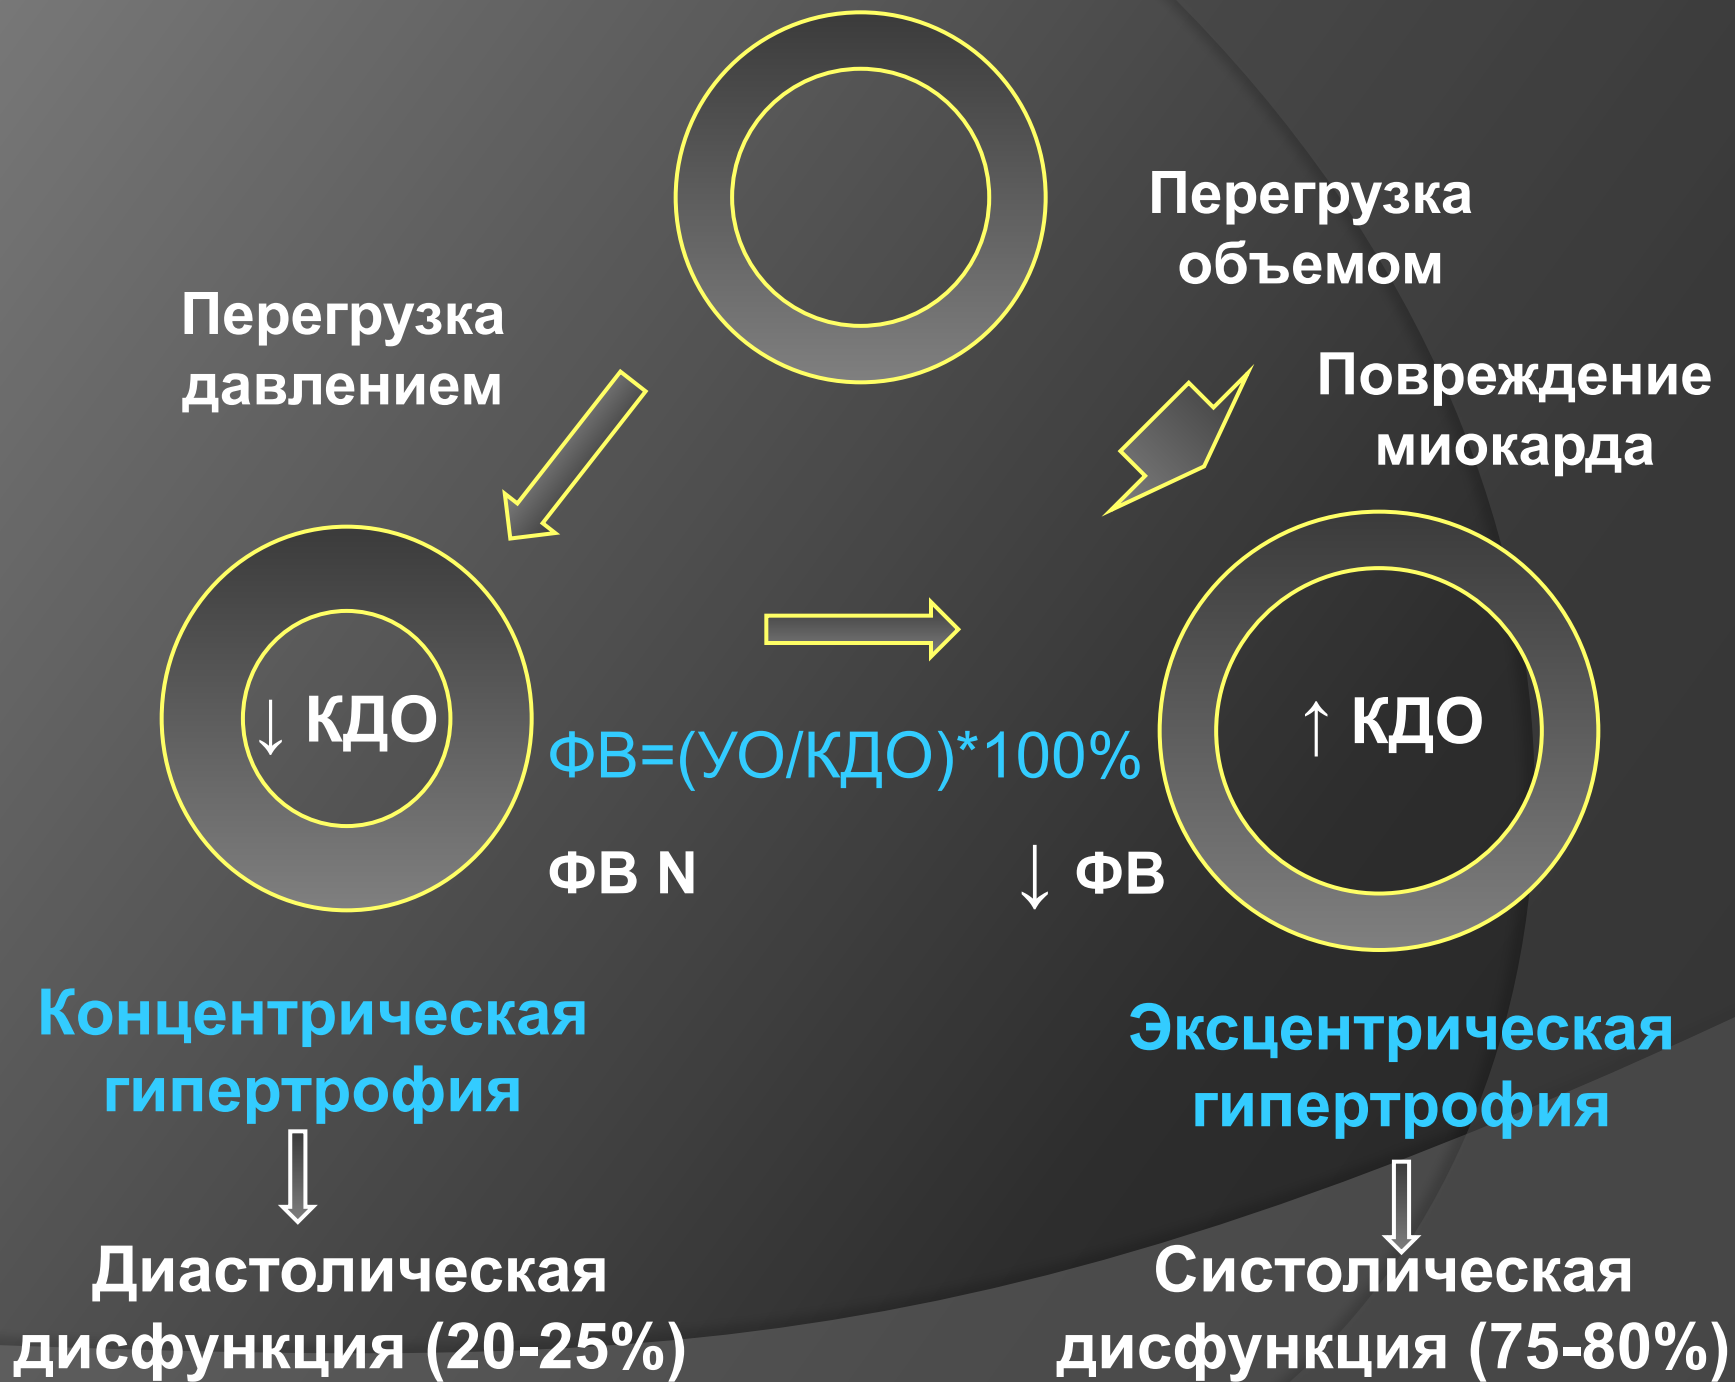 Перегрузка
объемом
Перегрузка
давлением
Повреждение
миокарда
↓ КДО
↑ КДО
ФВ=(УО/КДО)*100%
ФВ N
↓ ФВ
Концентрическая
гипертрофия
Эксцентрическая
гипертрофия
Диастолическая
дисфункция (20-25%)
Систолическая
дисфункция (75-80%)